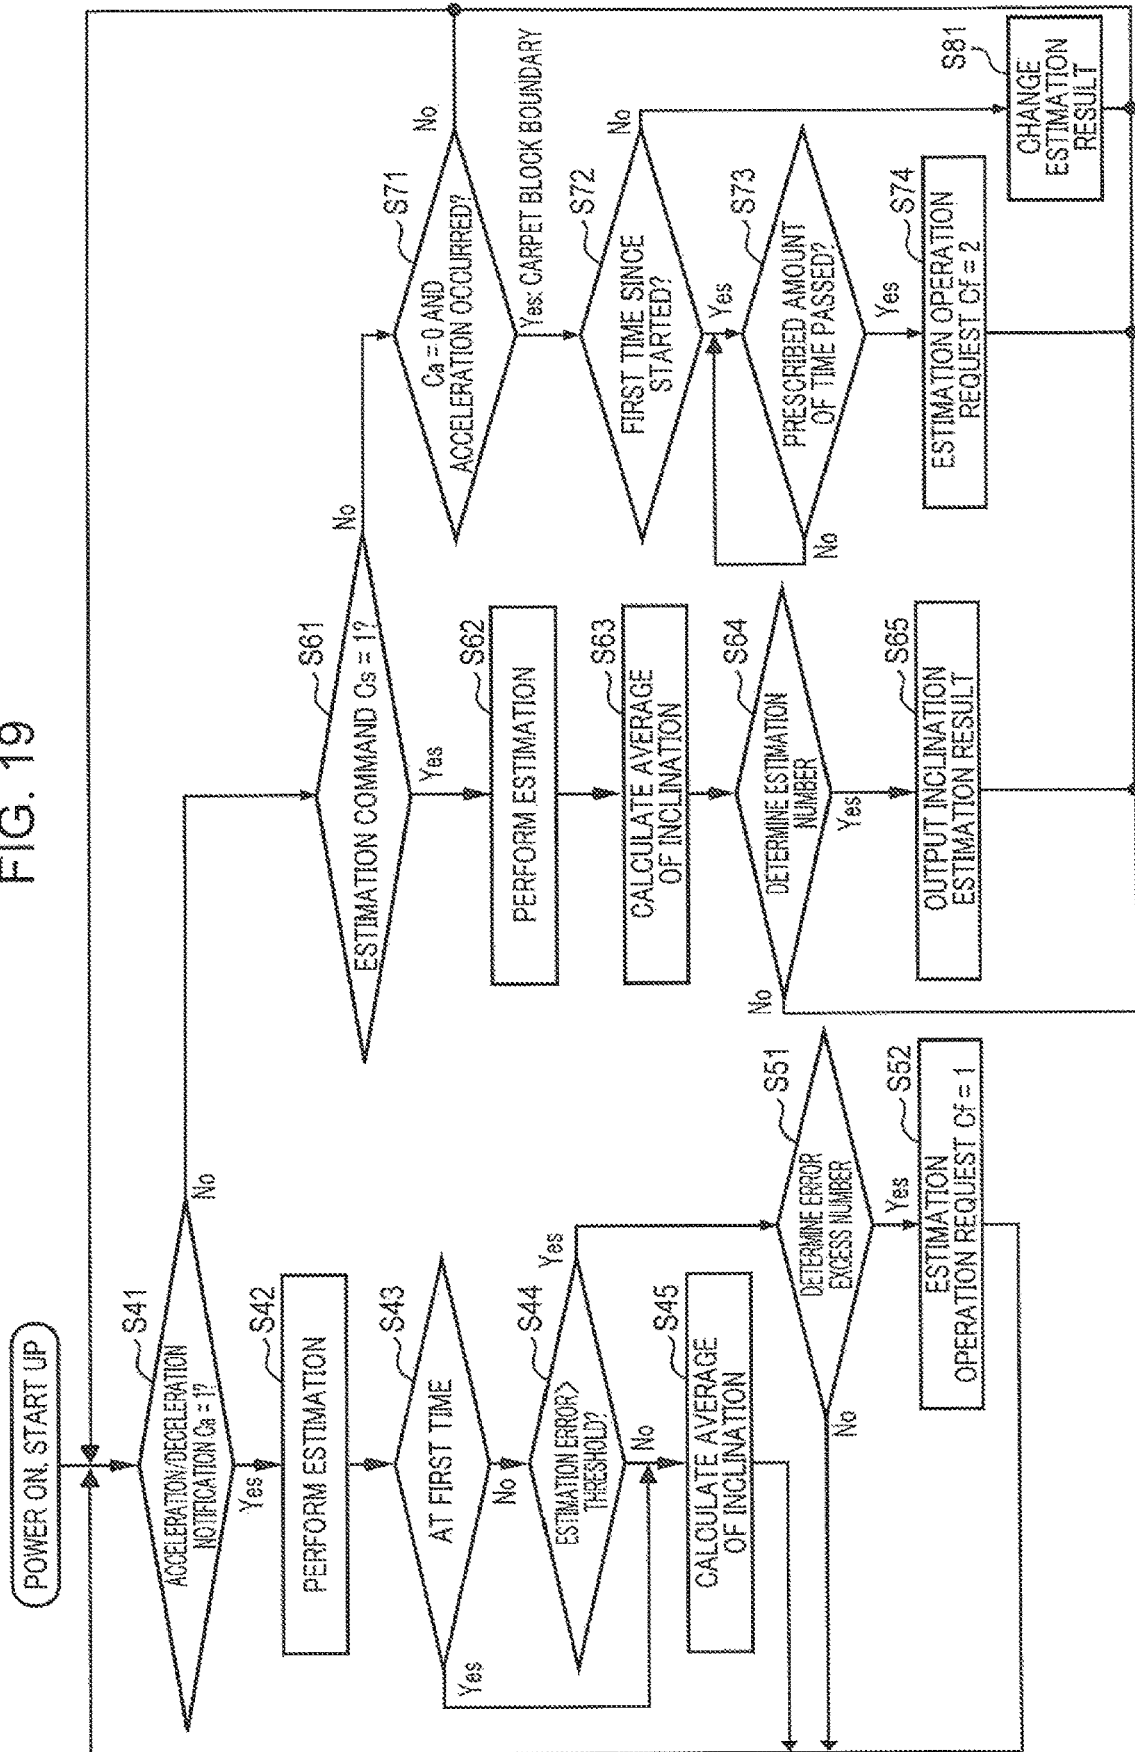 FIG. 19
POWER ON, START UP
S41
ACCELERATION/DECELERATION
NOTIFICATION Ca = 1?
Yes
No
S42
PERFORM ESTIMATION
S43
AT FIRST TIME
Yes
No
S44
ESTIMATION ERROR>
THRESHOLD?
Yes
No
S45
CALCULATE AVERAGE
OF INCLINATION
S51
DETERMINE ERROR
EXCESS NUMBER
No
Yes
S52
ESTIMATION
OPERATION REQUEST Cf = 1
S61
ESTIMATION COMMAND Cs = 1?
No
Yes
S62
PERFORM ESTIMATION
S63
CALCULATE AVERAGE
OF INCLINATION
S64
DETERMINE ESTIMATION
NUMBER
No
Yes
S65
OUTPUT INCLINATION
ESTIMATION RESULT
S71
Ca = 0 AND
ACCELERATION OCCURRED?
No
Yes: CARPET BLOCK BOUNDARY
S72
FIRST TIME SINCE
STARTED?
No
Yes
S73
PRESCRIBED AMOUNT
OF TIME PASSED?
No
Yes
S74
ESTIMATION OPERATION
REQUEST Cf = 2
S81
CHANGE
ESTIMATION
RESULT